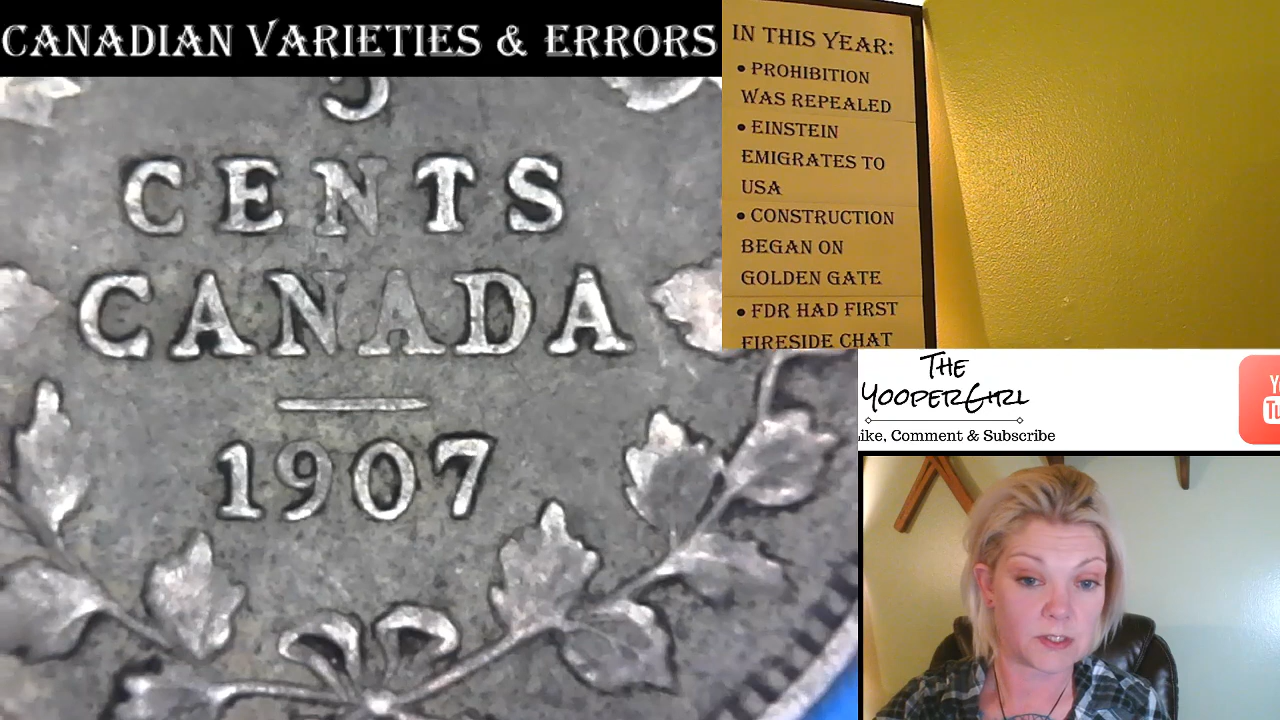 CANADIAN VARIETIES & ERRORS
5
CENTS
CANADA
1907
IN THIS YEAR:
• PROHIBITION
WAS REPEALED
• EINSTEIN
EMIGRATES TO
USA
• CONSTRUCTION
BEGAN ON
GOLDEN GATE
• FDR HAD FIRST
FIRESIDE CHAT
THE
YOOPERGIRL
Like, Comment & Subscribe